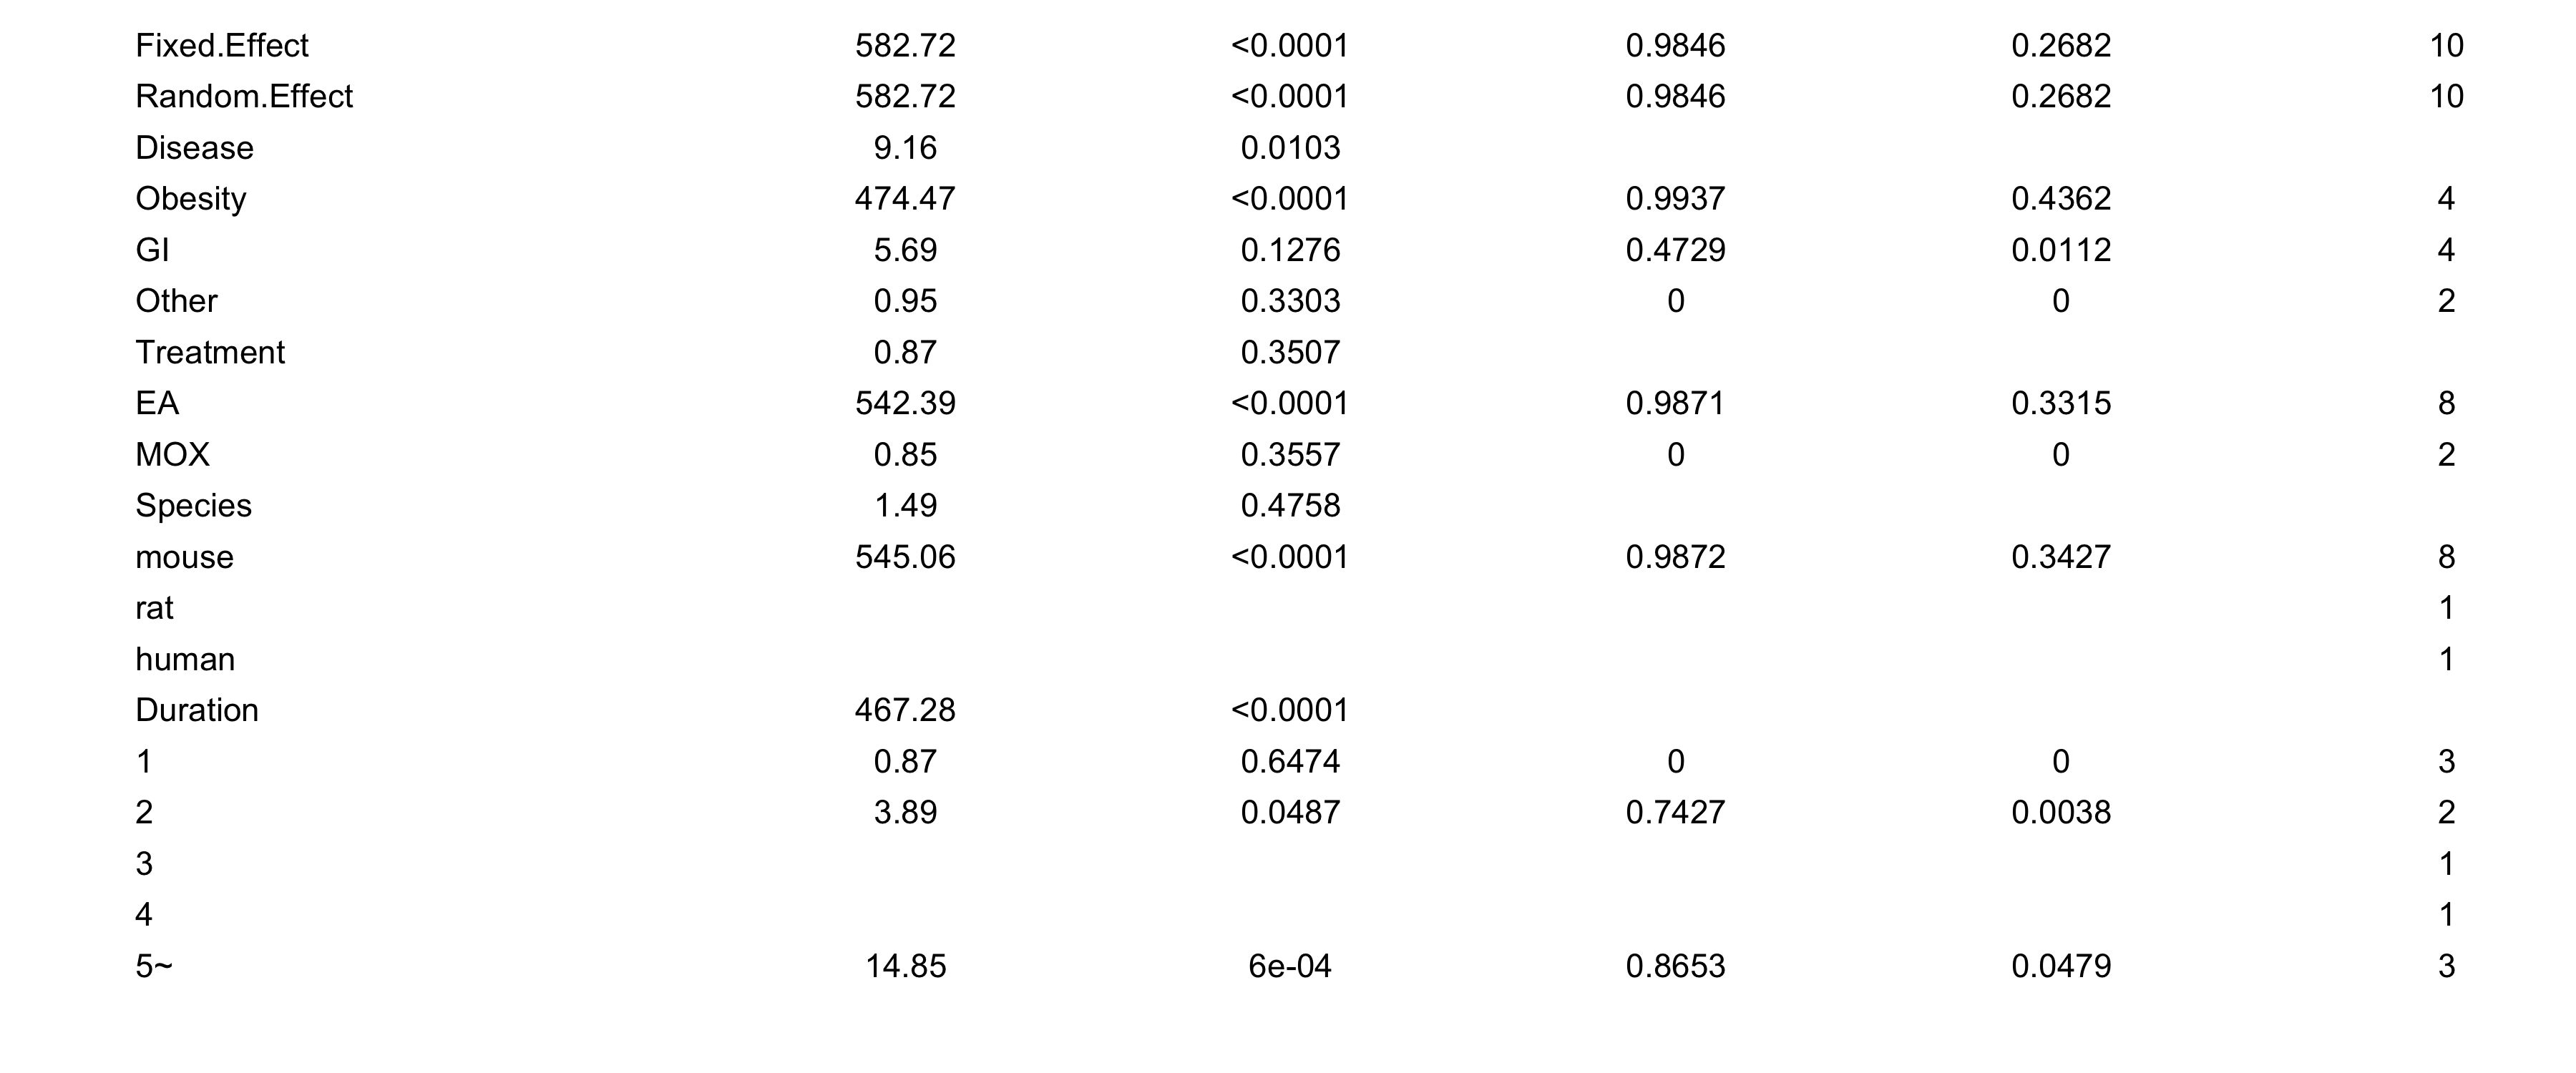 Fixed.Effect 582.72 <0.0001 0.9846 0.2682 10
Random.Effect 582.72 <0.0001 0.9846 0.2682 10
Disease 9.16 0.0103
Obesity 474.47 <0.0001 0.9937 0.4362 4
GI 5.69 0.1276 0.4729 0.0112 4
Other 0.95 0.3303 0 0 2
Treatment 0.87 0.3507
EA 542.39 <0.0001 0.9871 0.3315 8
MOX 0.85 0.3557 0 0 2
Species 1.49 0.4758
mouse 545.06 <0.0001 0.9872 0.3427 8
rat 1
human 1
Duration 467.28 <0.0001
1 0.87 0.6474 0 0 3
2 3.89 0.0487 0.7427 0.0038 2
3 1
4 1
5~ 14.85 6e-04 0.8653 0.0479 3